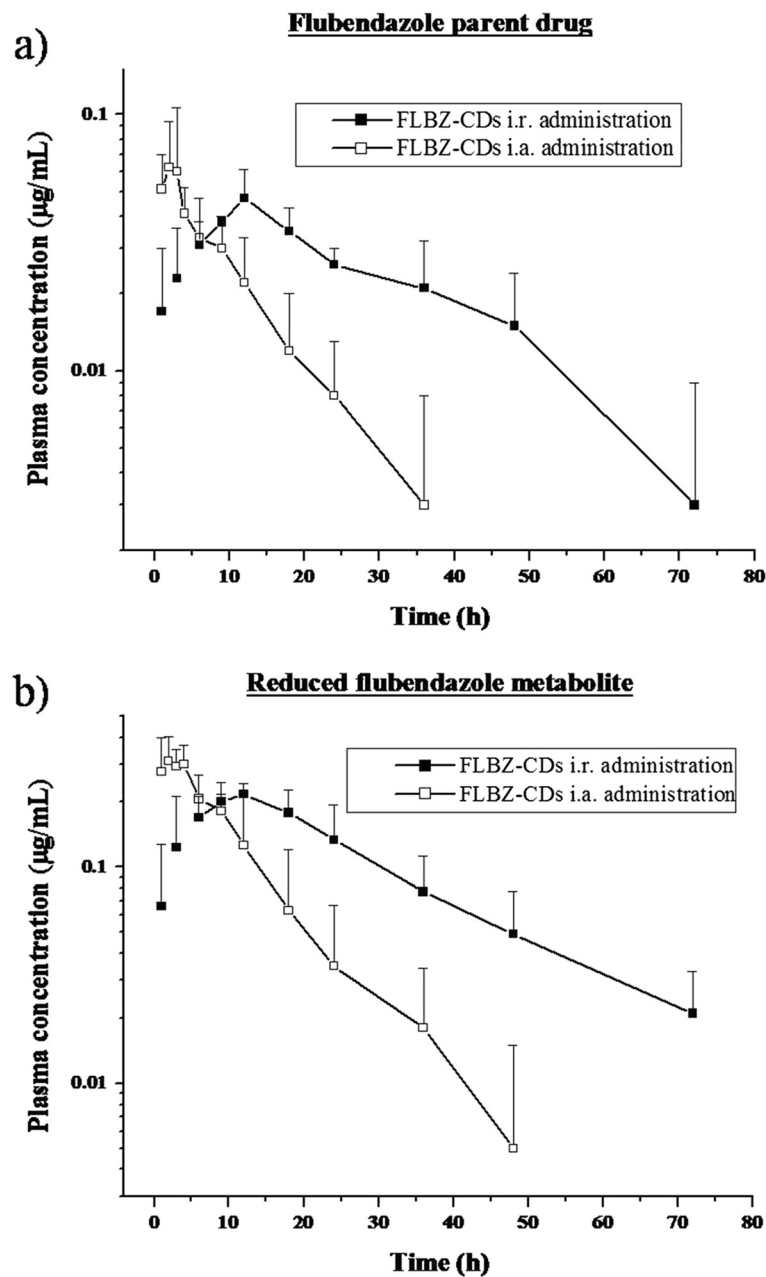 Flubendazole parent drug
a)
0.1
FLBZ-CDs i.r. administration
FLBZ-CDs i.a. administration
Plasma concentration (µg/mL)
0.01
0 10 20 30 40 50 60 70 80
Time (h)
Reduced flubendazole metabolite
b)
FLBZ-CDs i.r. administration
FLBZ-CDs i.a. administration
Plasma concentration (µg/mL)
0.1
0.01
0 10 20 30 40 50 60 70 80
Time (h)